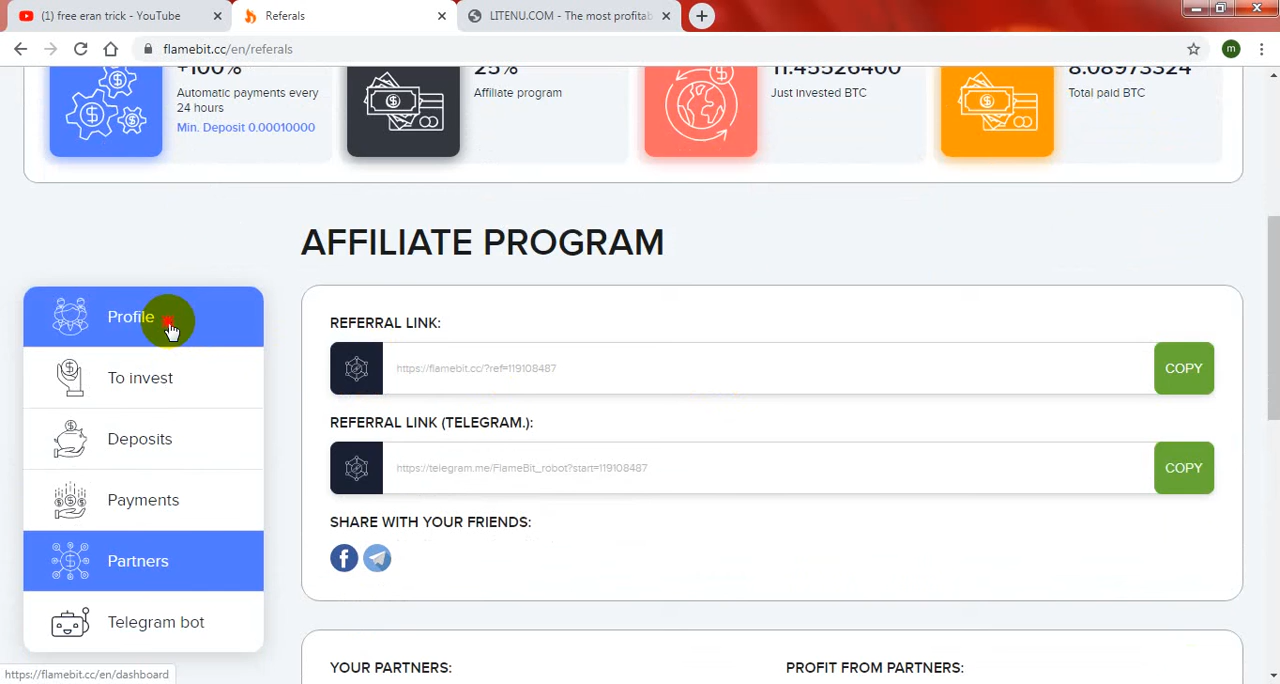 (1) free eran trick - YouTube
Referals
LITENU.COM - The most profitab
flamebit.cc/en/referals
m
+100%
Automatic payments every
24 hours
Min. Deposit 0.00010000
25%
Affiliate program
11.45526400
Just Invested BTC
8.08973324
Total paid BTC
AFFILIATE PROGRAM
Profile
To invest
Deposits
Payments
Partners
Telegram bot
REFERRAL LINK:
https://flamebit.cc/?ref=119108487
COPY
REFERRAL LINK (TELEGRAM.):
https://telegram.me/FlameBit_robot?start=119108487
COPY
SHARE WITH YOUR FRIENDS:
YOUR PARTNERS:
PROFIT FROM PARTNERS:
https://flamebit.cc/en/dashboard